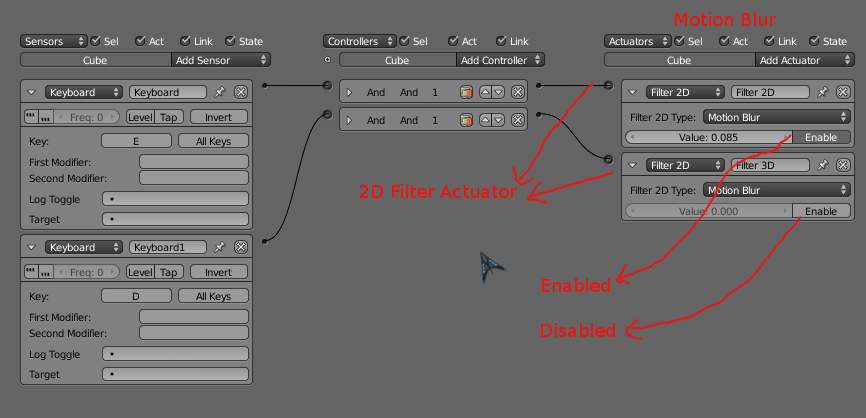 Motion Blur
Sensors Sel Act Link State
Controllers Sel Act Link
Actuators Sel Act Link State
Cube Add Sensor
Cube Add Controller
Cube Add Actuator
Keyboard Keyboard
Freq: 0 Level Tap Invert
Key: E All Keys
First Modifier:
Second Modifier:
Log Toggle
Target
Keyboard Keyboard1
Freq: 0 Level Tap Invert
Key: D All Keys
First Modifier:
Second Modifier:
Log Toggle
Target
And And 1
And And 1
Filter 2D Filter 2D
Filter 2D Type: Motion Blur
Value: 0.085 Enable
Filter 2D Filter 3D
Filter 2D Type: Motion Blur
Value: 0.000 Enable
2D Filter Actuator
Enabled
Disabled